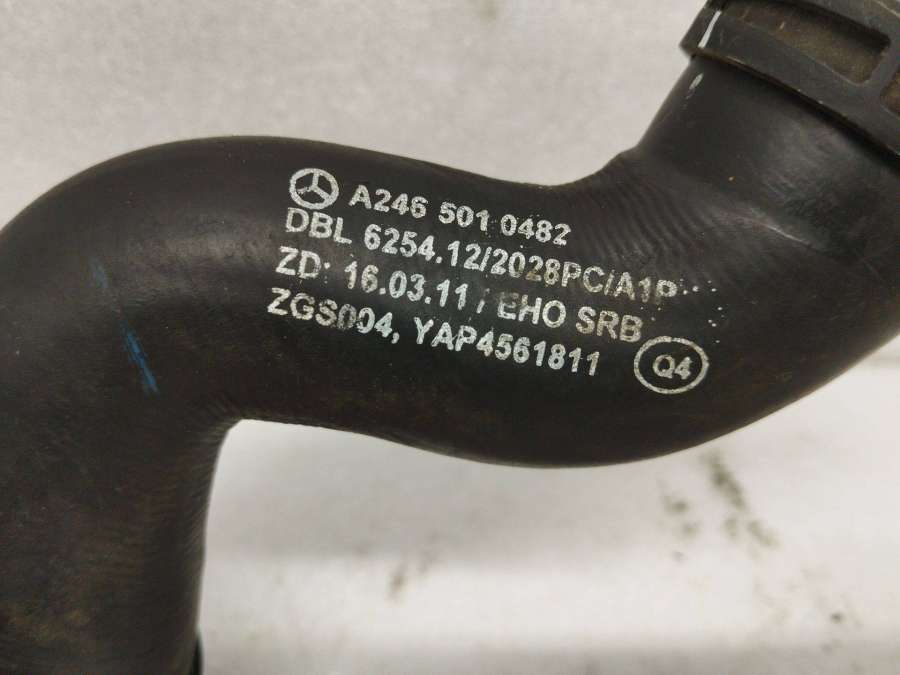 A246 501 0482
DBL 6254.12/2028PC/A1P
ZD: 16.03.11 / EHO SRB
ZGS004, YAP4561811
Q4